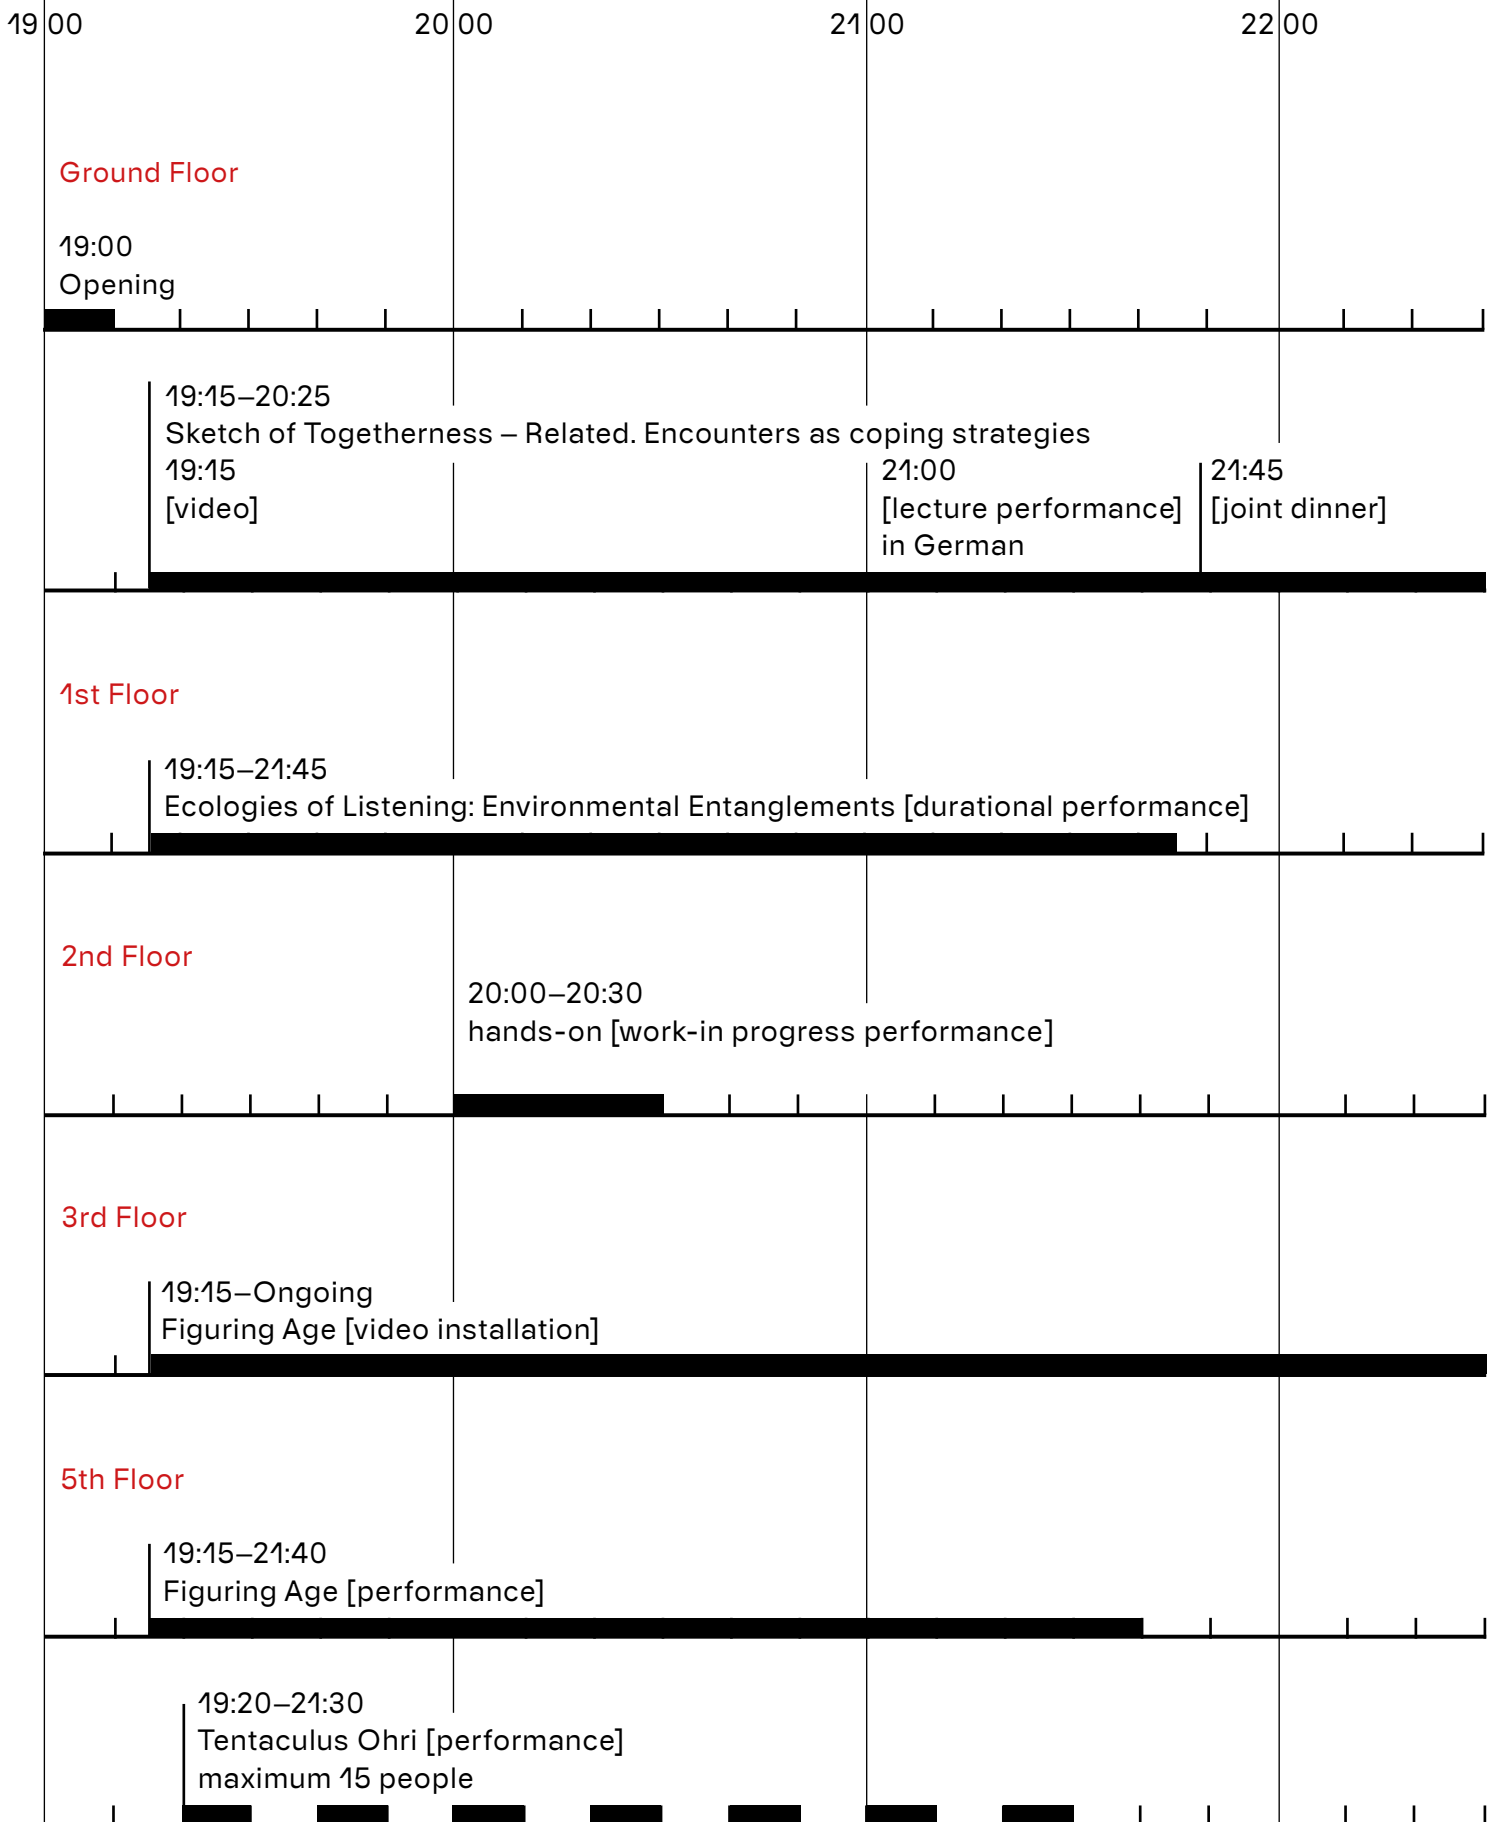 19 00 20 00 21 00 22 00
Ground Floor
19:00
Opening
19:15–20:25
Sketch of Togetherness – Related. Encounters as coping strategies
19:15
[video]
21:00
[lecture performance]
in German
21:45
[joint dinner]
1st Floor
19:15–21:45
Ecologies of Listening: Environmental Entanglements [durational performance]
2nd Floor
20:00–20:30
hands-on [work-in progress performance]
3rd Floor
19:15–Ongoing
Figuring Age [video installation]
5th Floor
19:15–21:40
Figuring Age [performance]
19:20–21:30
Tentaculus Ohri [performance]
maximum 15 people